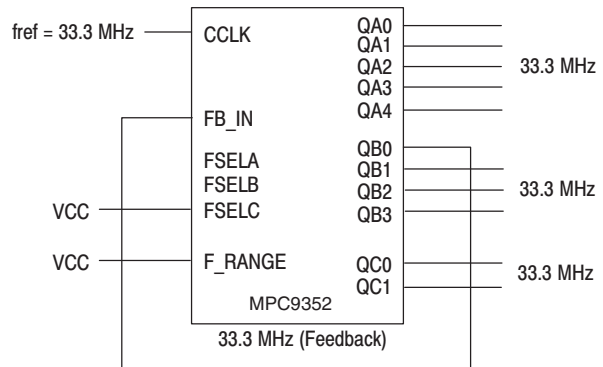 fref = 33.3 MHz
CCLK
FB_IN
FSELA
FSELB
VCC
FSELC
VCC
F_RANGE
MPC9352
QA0
QA1
QA2
QA3
QA4
33.3 MHz
QB0
QB1
QB2
QB3
33.3 MHz
QC0
QC1
33.3 MHz
33.3 MHz (Feedback)